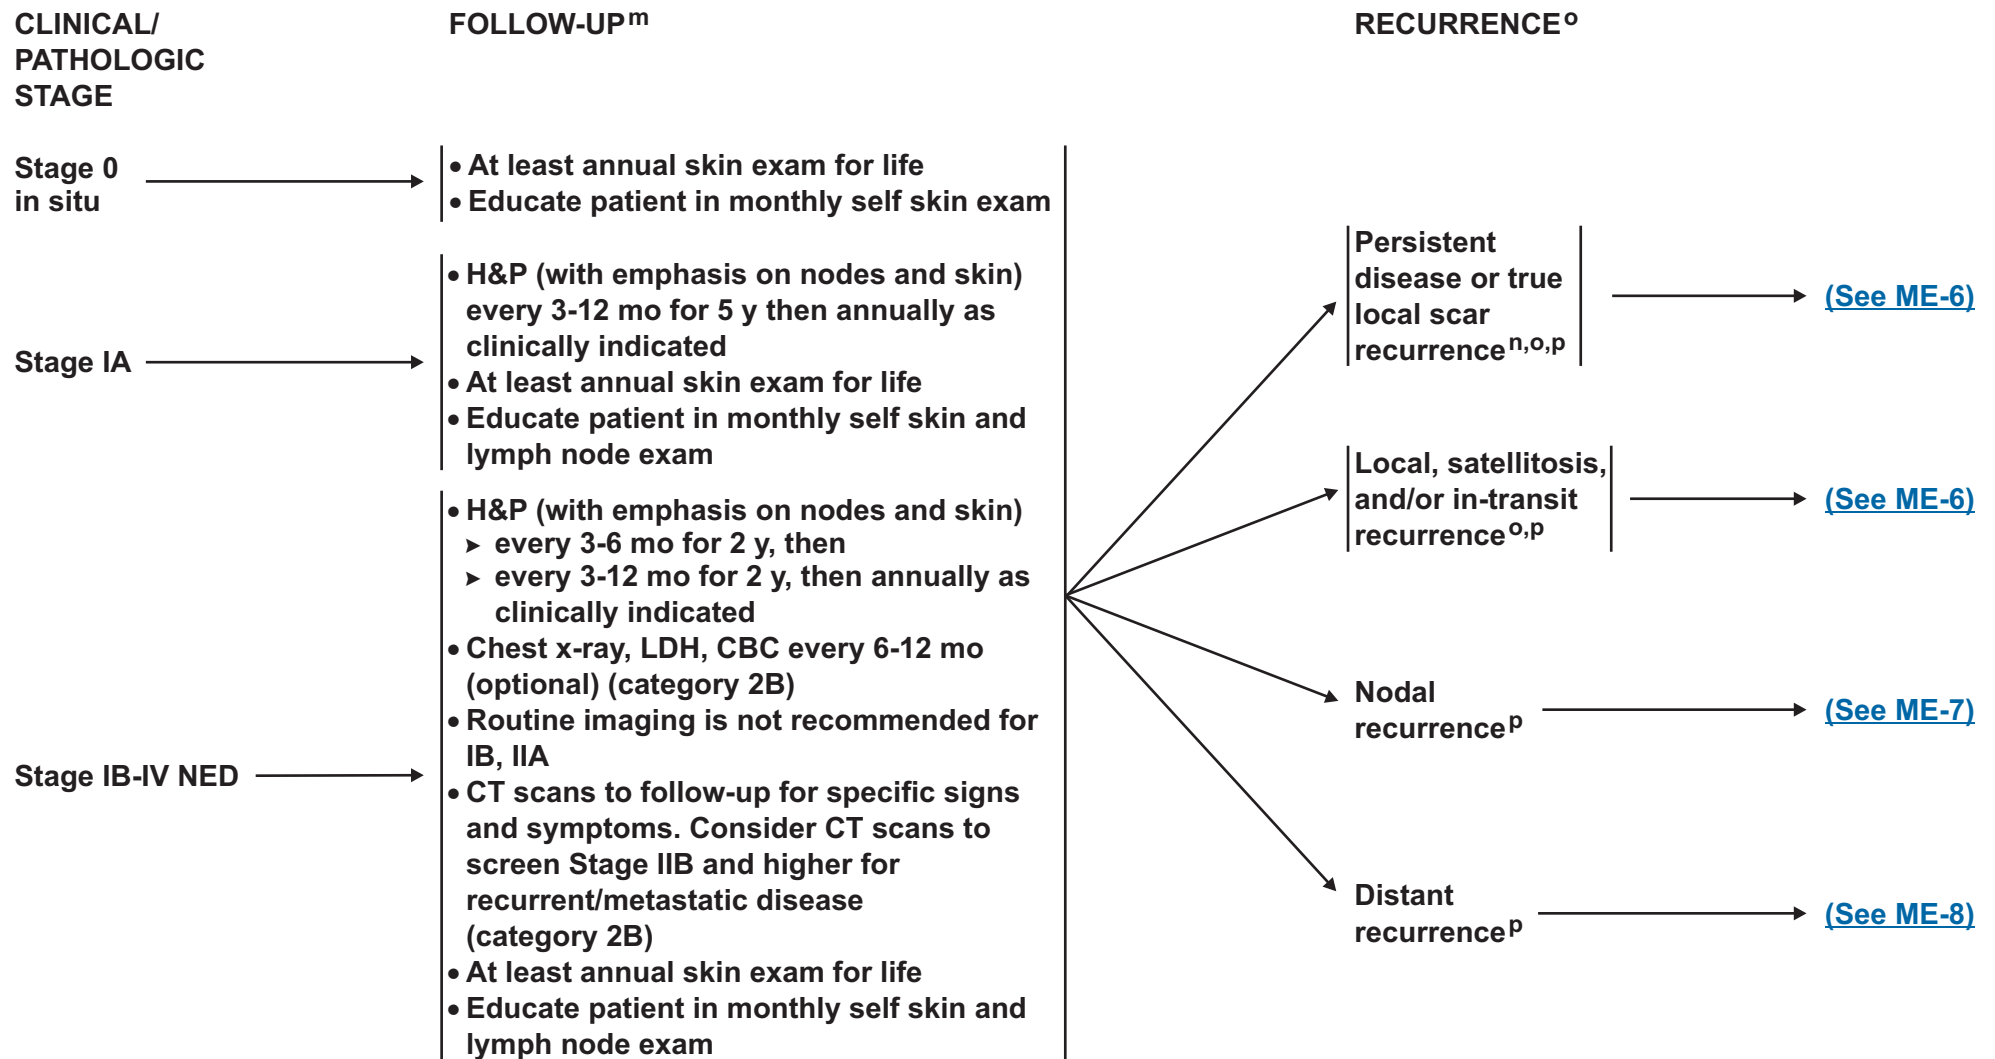 CLINICAL/
PATHOLOGIC
STAGE
FOLLOW-UP m
RECURRENCE o
Stage 0
in situ
• At least annual skin exam for life
• Educate patient in monthly self skin exam
Stage IA
• H&P (with emphasis on nodes and skin)
every 3-12 mo for 5 y then annually as
clinically indicated
• At least annual skin exam for life
• Educate patient in monthly self skin and
lymph node exam
Stage IB-IV NED
• H&P (with emphasis on nodes and skin)
➤ every 3-6 mo for 2 y, then
➤ every 3-12 mo for 2 y, then annually as
clinically indicated
• Chest x-ray, LDH, CBC every 6-12 mo
(optional) (category 2B)
• Routine imaging is not recommended for
IB, IIA
• CT scans to follow-up for specific signs
and symptoms. Consider CT scans to
screen Stage IIB and higher for
recurrent/metastatic disease
(category 2B)
• At least annual skin exam for life
• Educate patient in monthly self skin and
lymph node exam
Persistent
disease or true
local scar
recurrence n,o,p
(See ME-6)
Local, satellitosis,
and/or in-transit
recurrence o,p
(See ME-6)
Nodal
recurrence p
(See ME-7)
Distant
recurrence p
(See ME-8)